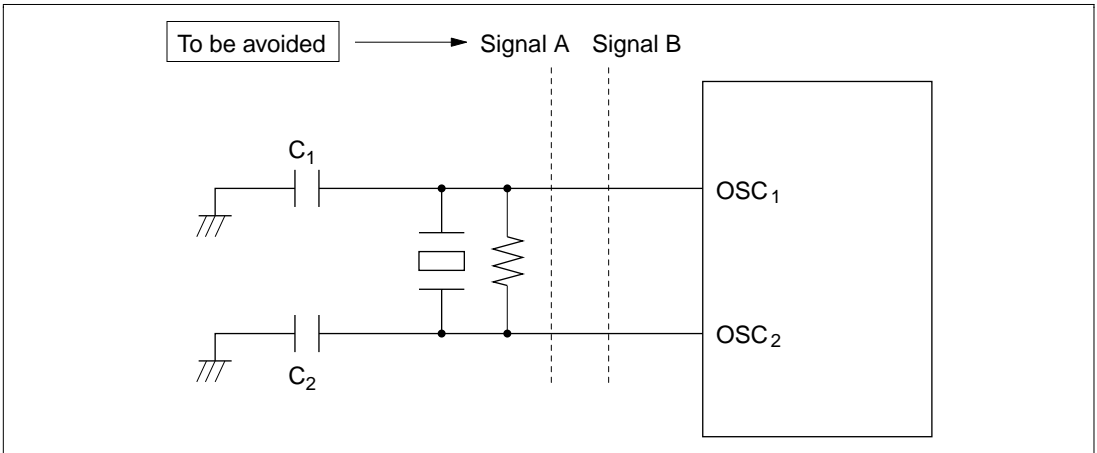 To be avoided Signal A Signal B
C₁
OSC₁
OSC₂
C₂